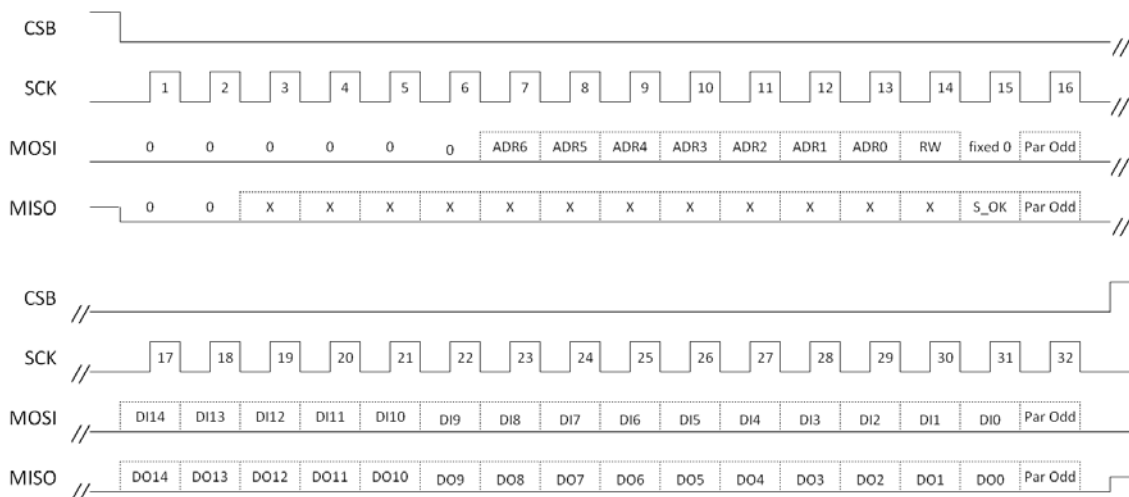 CSB //
SCK 1 2 3 4 5 6 7 8 9 10 11 12 13 14 15 16 //
MOSI 0 0 0 0 0 0 ADR6 ADR5 ADR4 ADR3 ADR2 ADR1 ADR0 RW fixed 0 Par Odd //
MISO 0 0 X X X X X X X X X X X X S_OK Par Odd //
CSB //
SCK // 17 18 19 20 21 22 23 24 25 26 27 28 29 30 31 32
MOSI // DI14 DI13 DI12 DI11 DI10 DI9 DI8 DI7 DI6 DI5 DI4 DI3 DI2 DI1 DI0 Par Odd
MISO // DO14 DO13 DO12 DO11 DO10 DO9 DO8 DO7 DO6 DO5 DO4 DO3 DO2 DO1 DO0 Par Odd